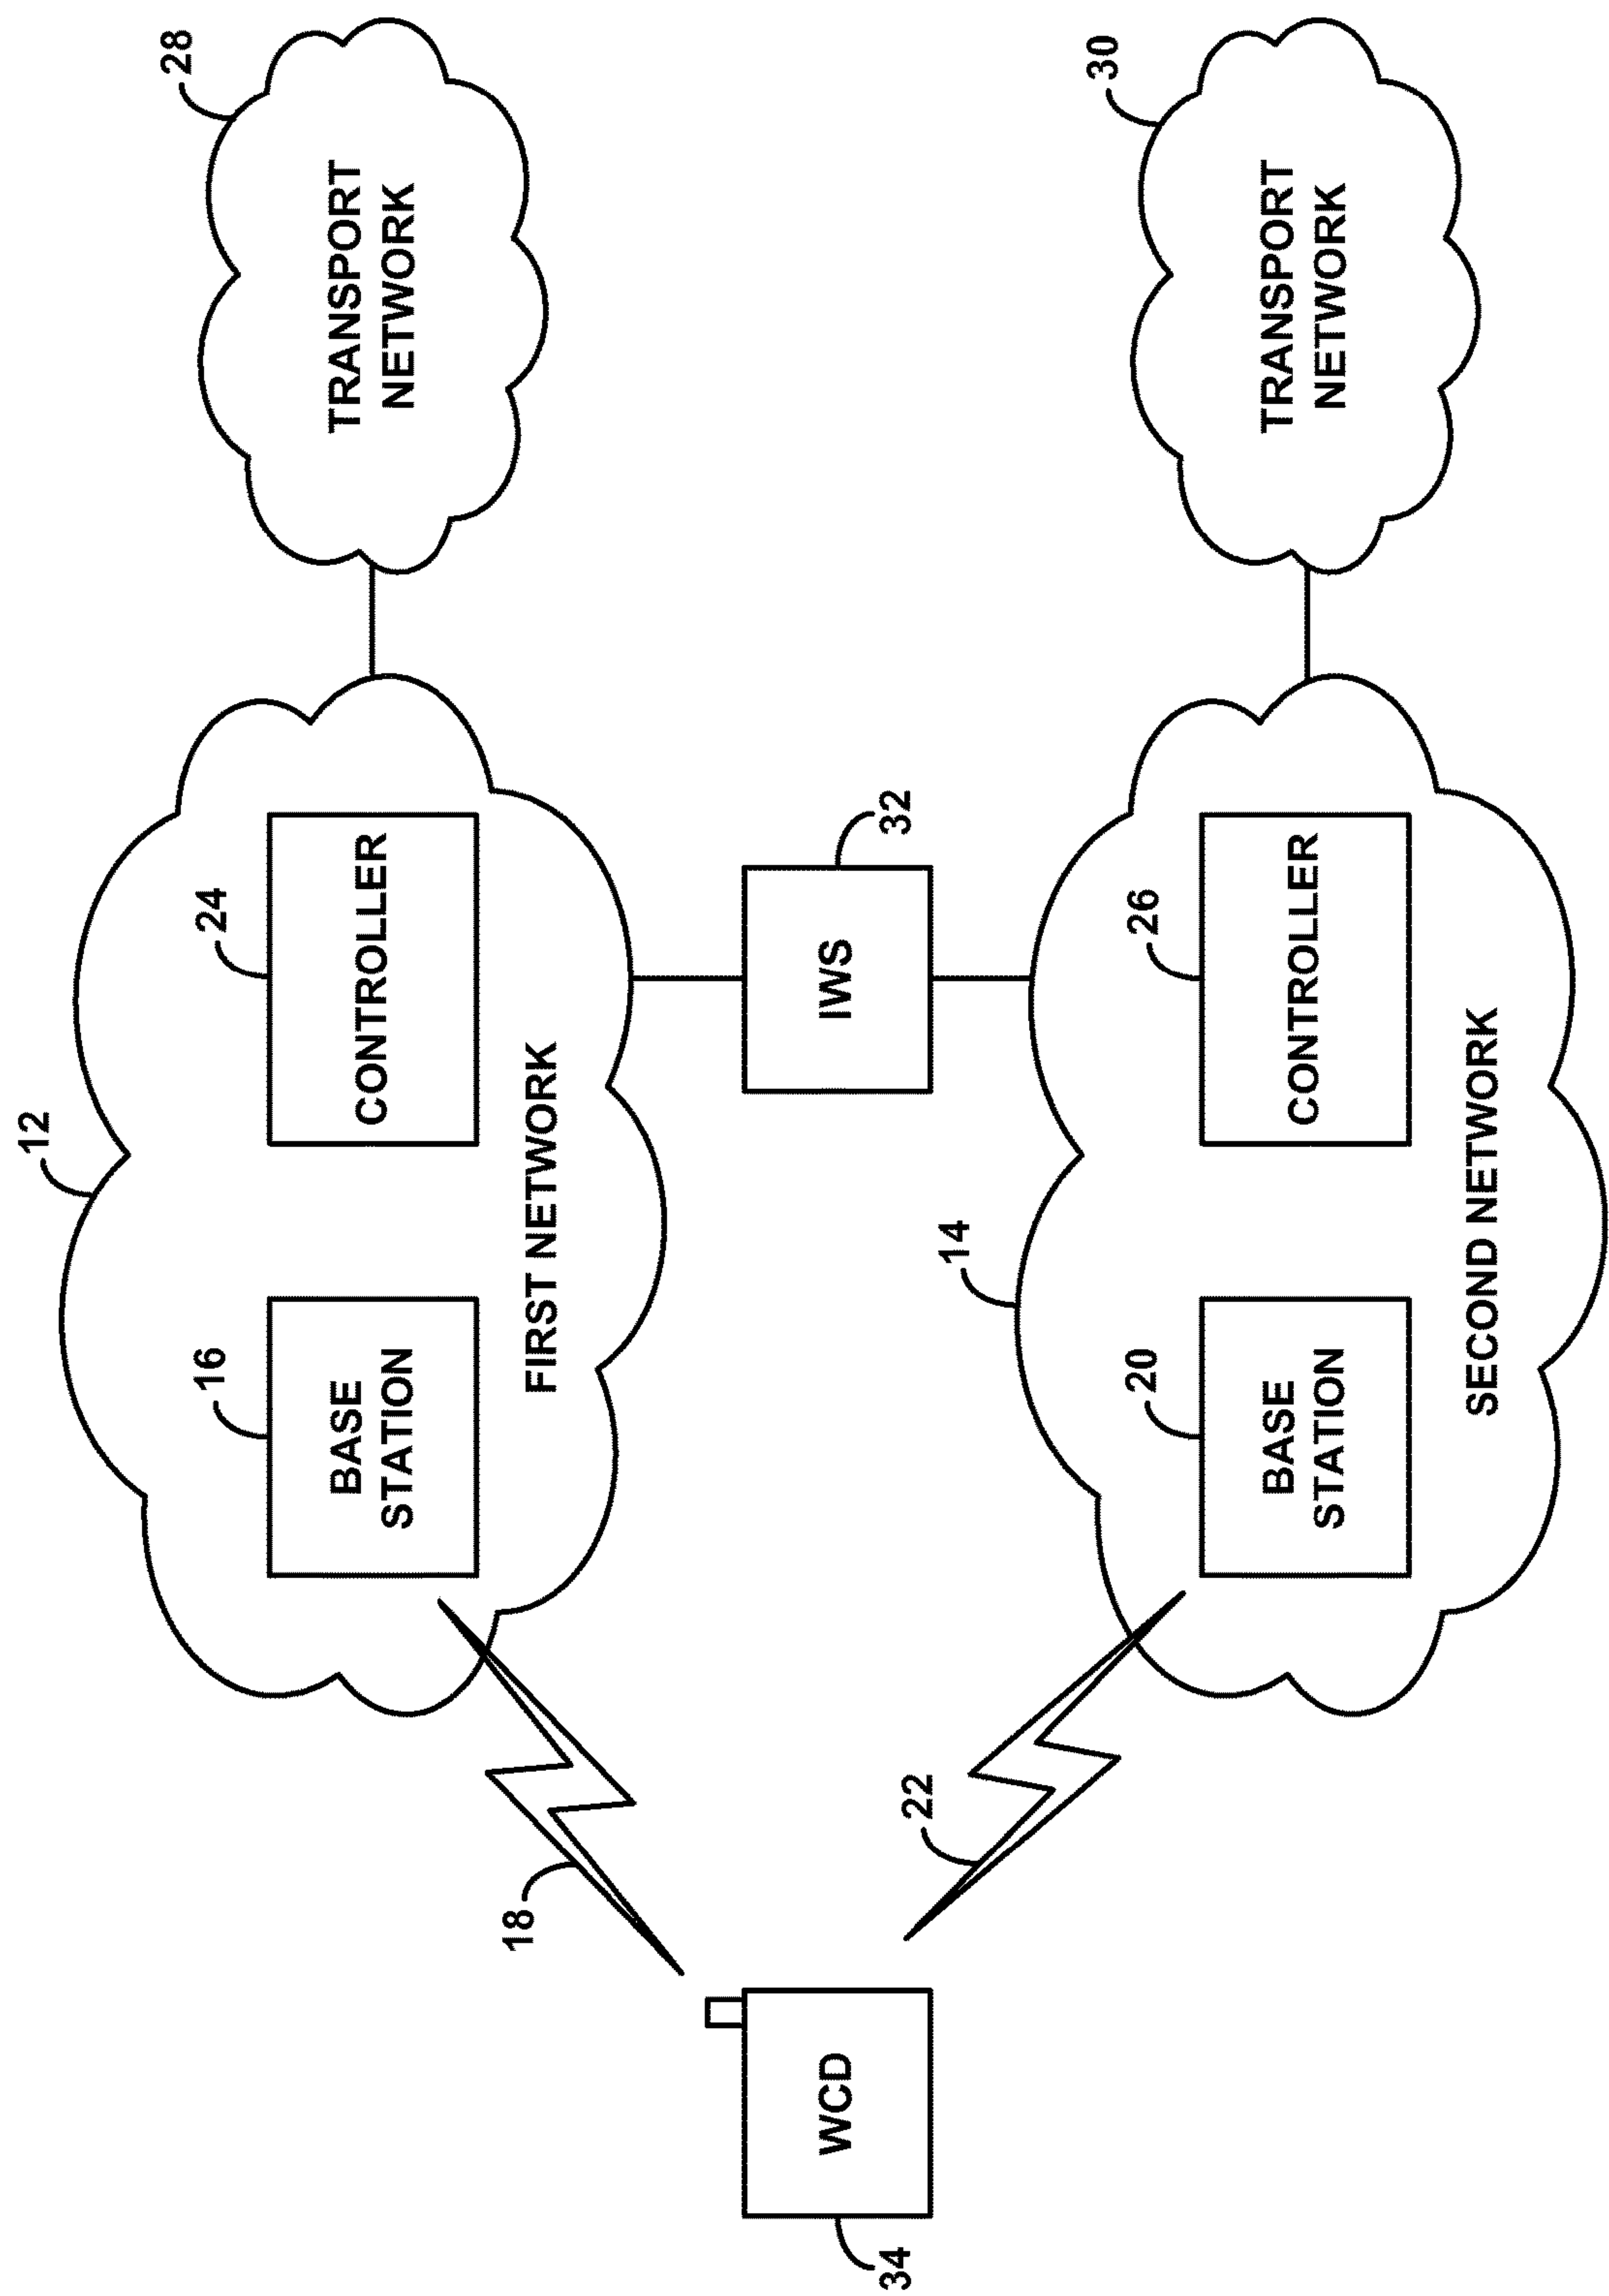 12
24
28
16
BASE
STATION
CONTROLLER
TRANSPORT
NETWORK
FIRST NETWORK
18
34
WCD
IWS
32
22
14
20
26
30
BASE
STATION
CONTROLLER
TRANSPORT
NETWORK
SECOND NETWORK